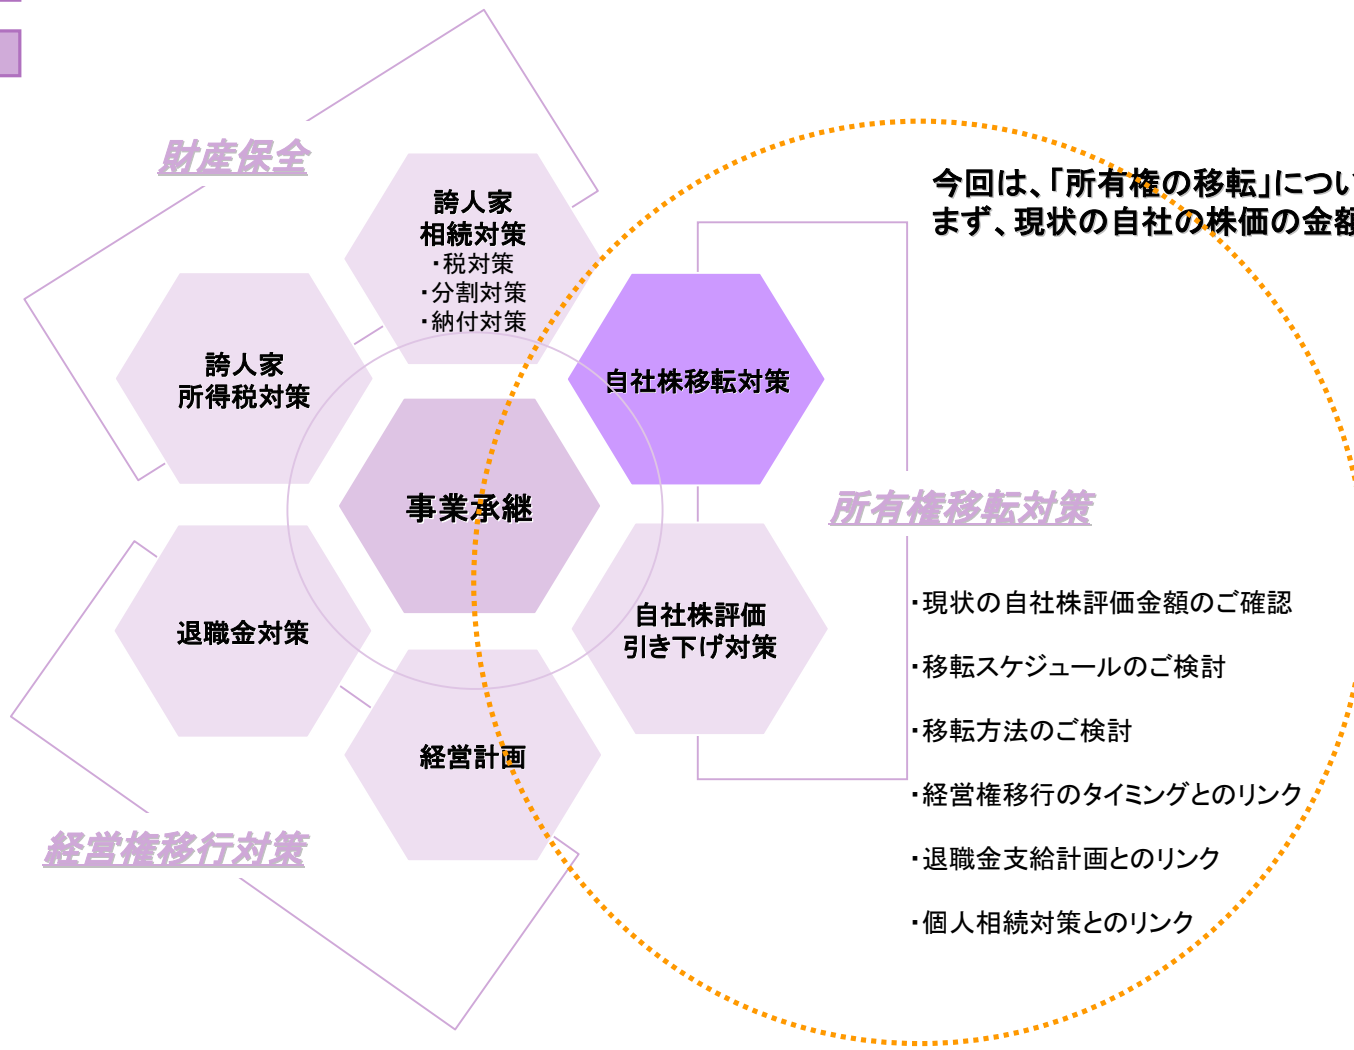 財産保全
誇人家
相続対策
・税対策
・分割対策
・納付対策
誇人家
所得税対策
自社株移転対策
事業承継
退職金対策
経営計画
自社株評価
引き下げ対策
経営権移行対策
今回は、「所有権の移転」につい
まず、現状の自社の株価の金額
所有権移転対策
・現状の自社株評価金額のご確認
・移転スケジュールのご検討
・移転方法のご検討
・経営権移行のタイミングとのリンク
・退職金支給計画とのリンク
・個人相続対策とのリンク